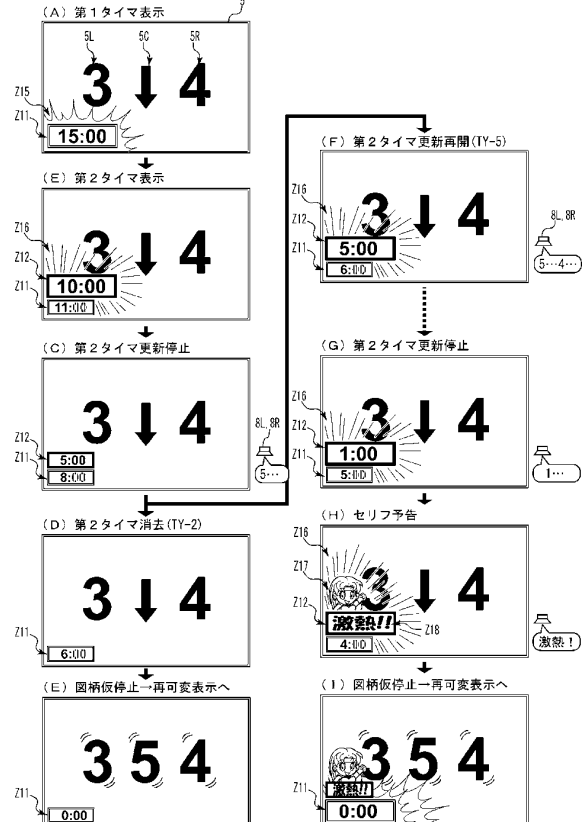 5
(A) 第1タイマ表示
5L 5C 5R
3 ↓ 4
Z15
Z11
15:00
(E) 第2タイマ表示
Z16
Z12
Z11
3 ↓ 4
10:00
11:00
(C) 第2タイマ更新停止
3 ↓ 4
Z12
Z11
5:00
8:00
8L, 8R
5…
(D) 第2タイマ消去(TY-2)
3 ↓ 4
Z11
6:00
(E) 図柄仮停止→再可変表示へ
3 5 4
Z11
0:00
(F) 第2タイマ更新再開(TY-5)
Z16
Z12
Z11
3 ↓ 4
5:00
6:00
8L, 8R
5…4…
(G) 第2タイマ更新停止
Z16
Z12
Z11
3 ↓ 4
1:00
5:00
1…
(H) セリフ予告
Z16
Z17
Z12
3 ↓ 4
激熱!!
Z18
4:00
激熱!
(I) 図柄仮停止→再可変表示へ
3 5 4
激熱!!
Z11
0:00